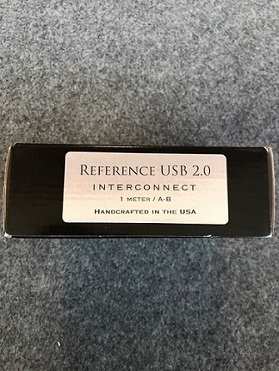 REFERENCE USB 2.0
INTERCONNECT
1 METER / A-B
HANDCRAFTED IN THE USA